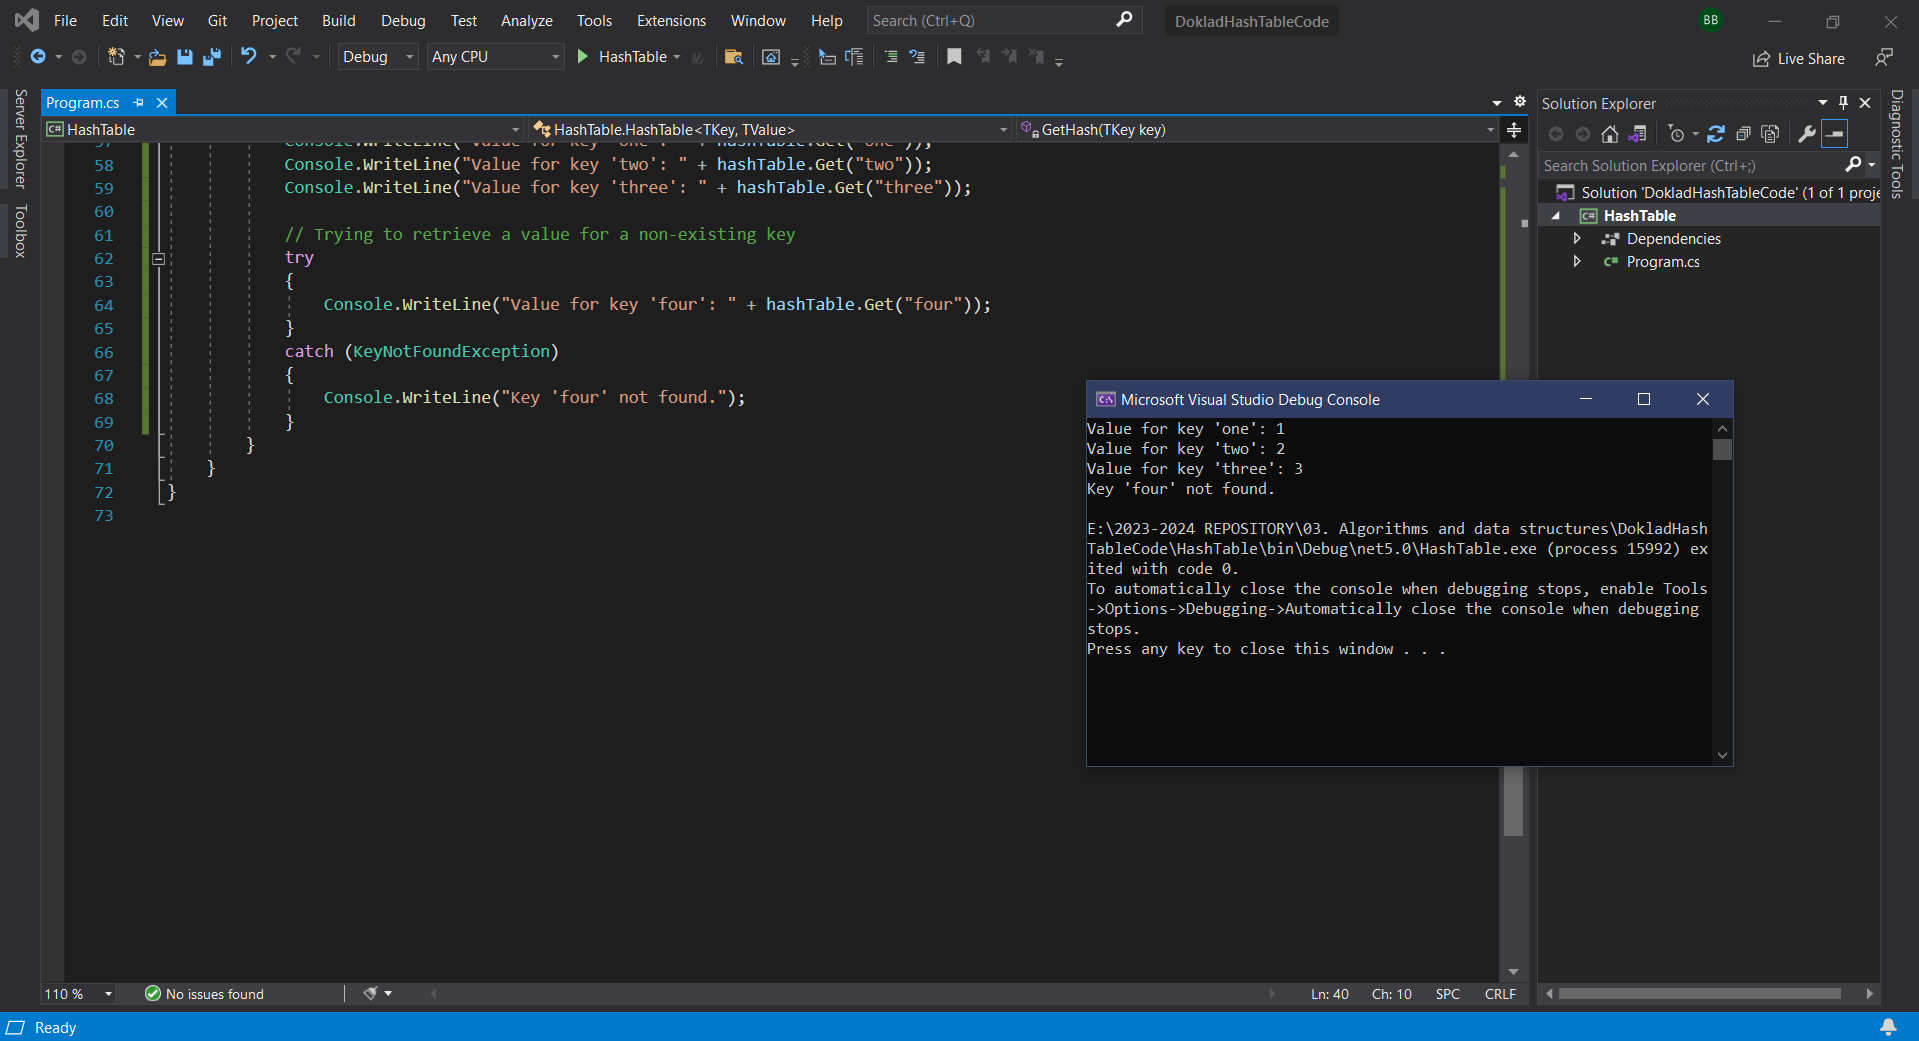 File Edit View Git Project Build Debug Test Analyze Tools Extensions Window Help Search (Ctrl+Q) DokladHashTableCode BB
Debug Any CPU HashTable Live Share
Server Explorer
Toolbox
Program.cs
HashTable HashTable.HashTable<TKey, TValue> GetHash(TKey key)
57 Console.WriteLine("Value for key 'one': " + hashTable.Get("one"));
58 Console.WriteLine("Value for key 'two': " + hashTable.Get("two"));
59 Console.WriteLine("Value for key 'three': " + hashTable.Get("three"));
60
61 // Trying to retrieve a value for a non-existing key
62 try
63 {
64 Console.WriteLine("Value for key 'four': " + hashTable.Get("four"));
65 }
66 catch (KeyNotFoundException)
67 {
68 Console.WriteLine("Key 'four' not found.");
69 }
70 }
71 }
72 }
73
Solution Explorer
Search Solution Explorer (Ctrl+;)
Solution 'DokladHashTableCode' (1 of 1 proje
HashTable
Dependencies
C# Program.cs
Diagnostic Tools
Microsoft Visual Studio Debug Console
Value for key 'one': 1
Value for key 'two': 2
Value for key 'three': 3
Key 'four' not found.
E:\2023-2024 REPOSITORY\03. Algorithms and data structures\DokladHash
TableCode\HashTable\bin\Debug\net5.0\HashTable.exe (process 15992) ex
ited with code 0.
To automatically close the console when debugging stops, enable Tools
->Options->Debugging->Automatically close the console when debugging
stops.
Press any key to close this window . . .
110 % No issues found Ln: 40 Ch: 10 SPC CRLF
Ready